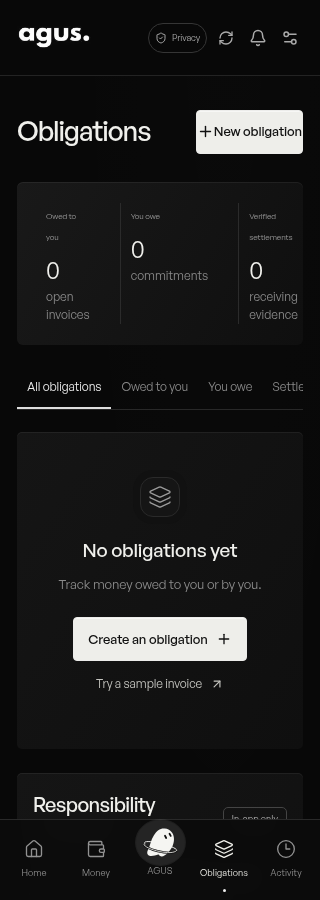 agus.
Privacy
Obligations
New obligation
Owed to
you
0
open
invoices
You owe
0
commitments
Verified
settlements
0
receiving
evidence
All obligations
Owed to you
You owe
Settle
No obligations yet
Track money owed to you or by you.
Create an obligation
Try a sample invoice
Responsibility
In-app only
Home
Money
AGUS
Obligations
Activity